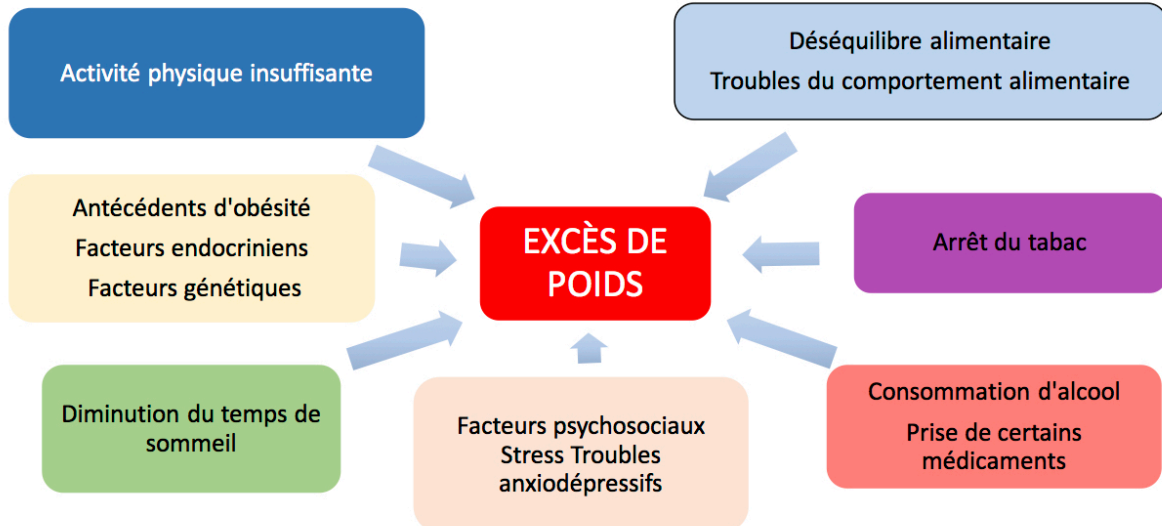 Activité physique insuffisante
Déséquilibre alimentaire
Troubles du comportement alimentaire
Antécédents d'obésité
Facteurs endocriniens
Facteurs génétiques
EXCÈS DE
POIDS
Arrêt du tabac
Diminution du temps de
sommeil
Facteurs psychosociaux
Stress Troubles
anxiodépressifs
Consommation d'alcool
Prise de certains
médicaments